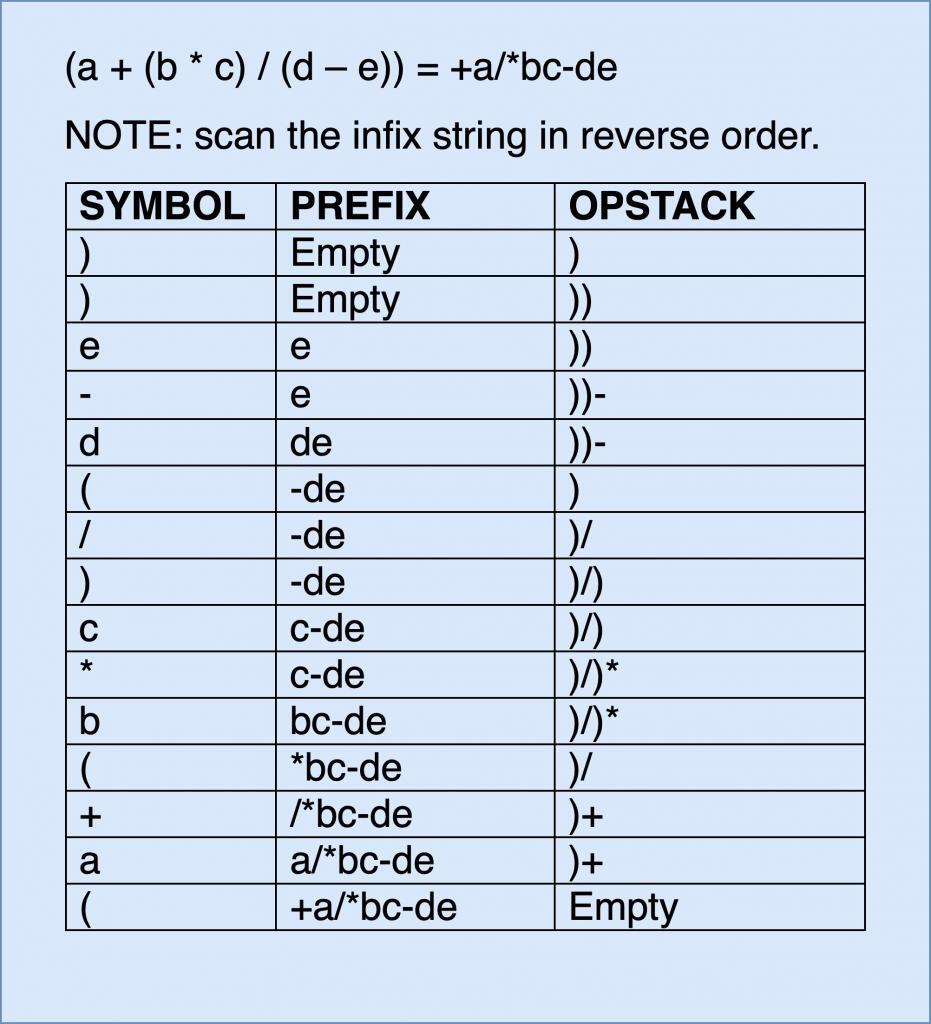 (a + (b * c) / (d – e)) = +a/*bc-de
NOTE: scan the infix string in reverse order.
SYMBOL PREFIX OPSTACK
) Empty )
) Empty ))
e e ))
- e ))-
d de ))-
( -de )
/ -de )/
) -de )/)
c c-de )/)
* c-de )/)*
b bc-de )/)*
( *bc-de )/
+ /*bc-de )+
a a/*bc-de )+
( +a/*bc-de Empty